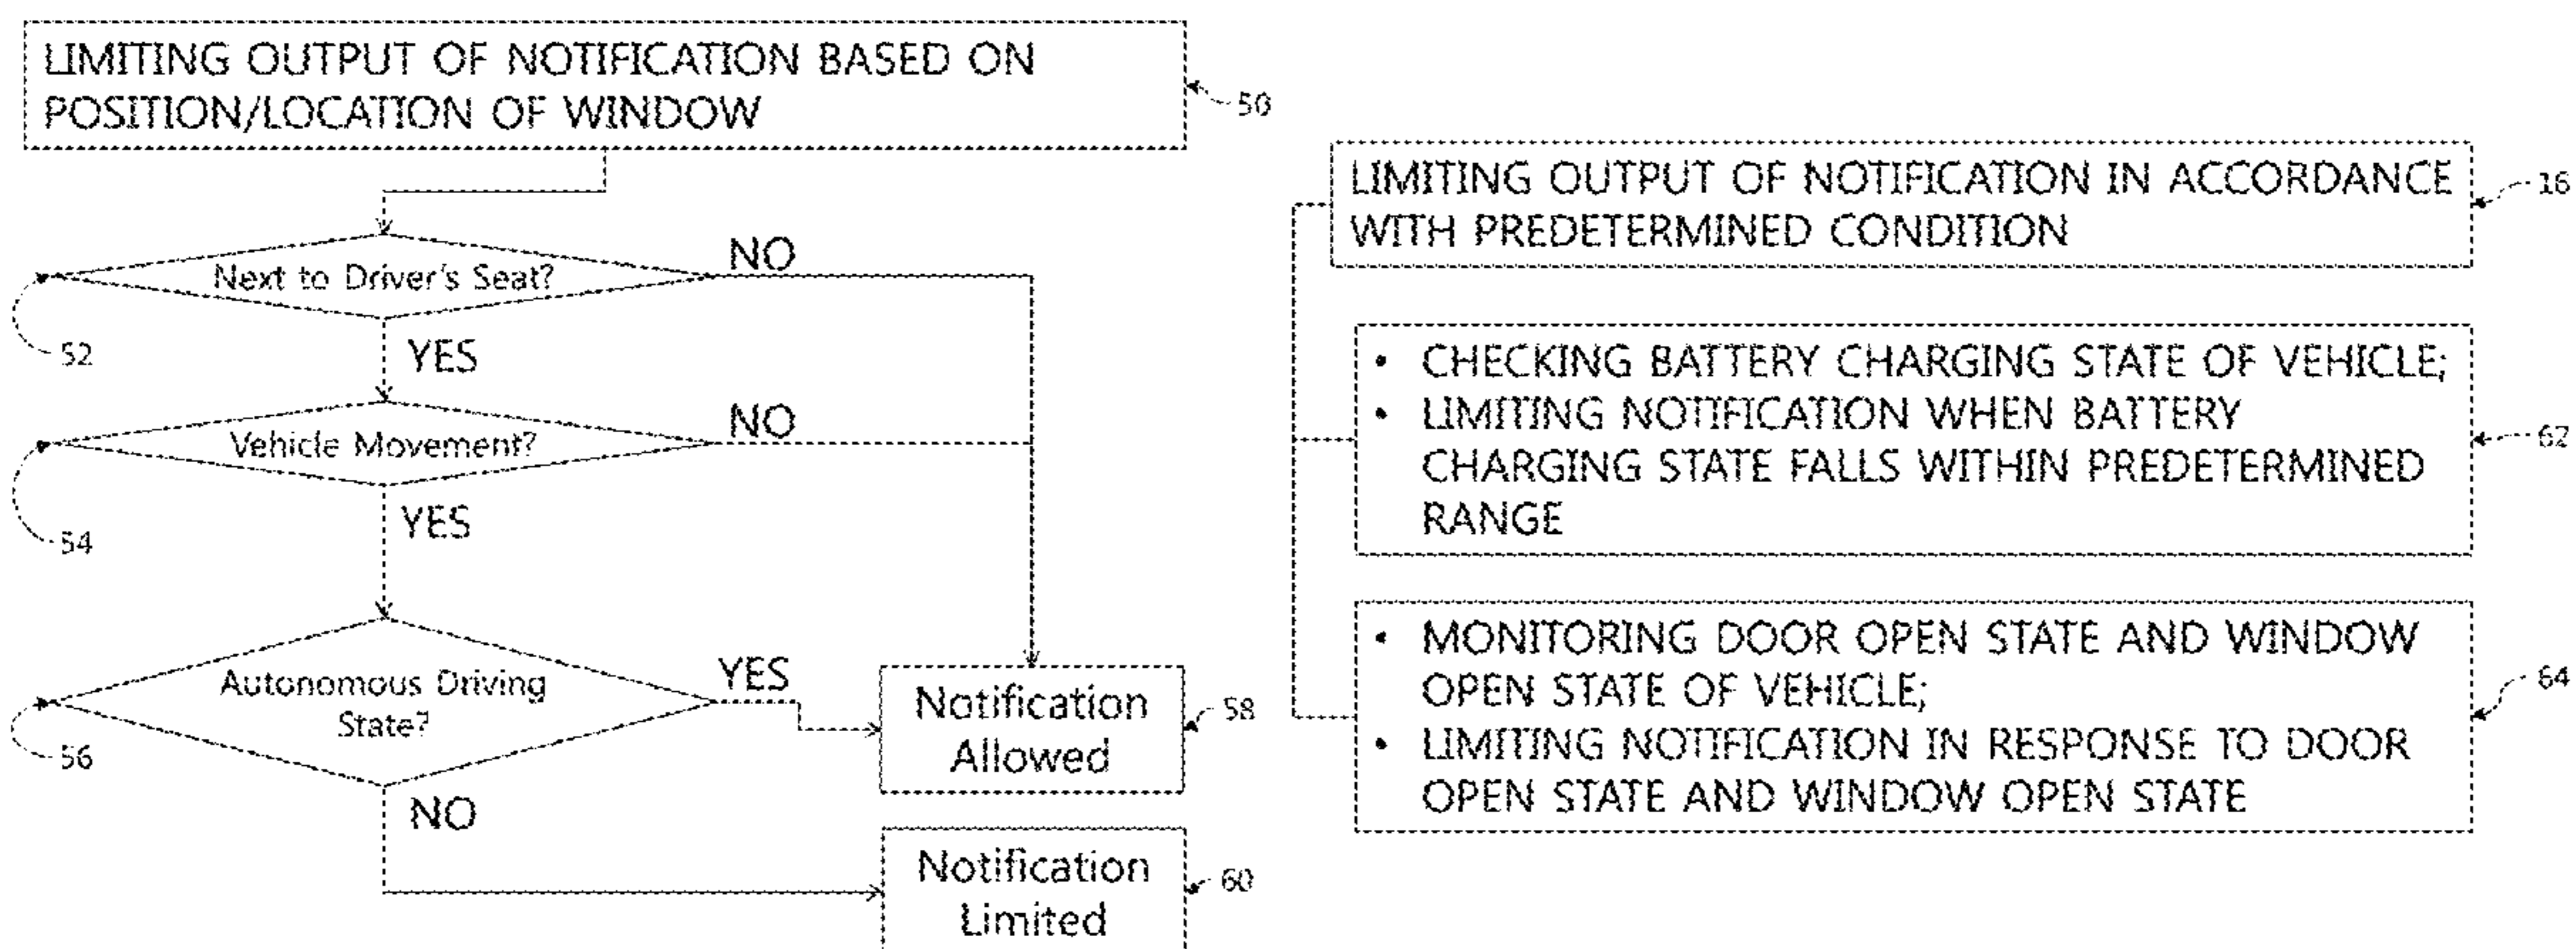 LIMITING OUTPUT OF NOTIFICATION BASED ON
POSITION/LOCATION OF WINDOW
50
Next to Driver's Seat?
NO
52
YES
Vehicle Movement?
NO
54
YES
Autonomous Driving
State?
YES
56
NO
Notification
Allowed
58
Notification
Limited
60
LIMITING OUTPUT OF NOTIFICATION IN ACCORDANCE
WITH PREDETERMINED CONDITION
16
• CHECKING BATTERY CHARGING STATE OF VEHICLE;
• LIMITING NOTIFICATION WHEN BATTERY
CHARGING STATE FALLS WITHIN PREDETERMINED
RANGE
62
• MONITORING DOOR OPEN STATE AND WINDOW
OPEN STATE OF VEHICLE;
• LIMITING NOTIFICATION IN RESPONSE TO DOOR
OPEN STATE AND WINDOW OPEN STATE
64